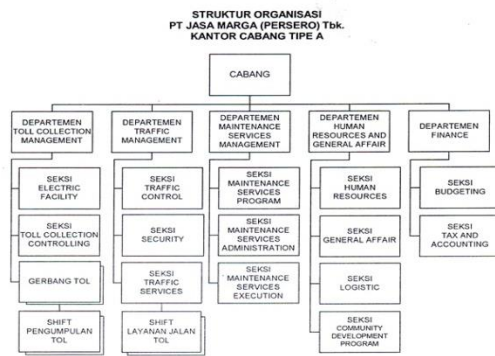 STRUKTUR ORGANISASI
PT JASA MARGA (PERSERO) Tbk.
KANTOR CABANG TIPE A
CABANG
DEPARTEMEN
TOLL COLLECTION
MANAGEMENT
DEPARTEMEN
TRAFFIC
MANAGEMENT
DEPARTEMEN
MAINTENANCE
SERVICES
MANAGEMENT
DEPARTEMEN
HUMAN
RESOURCES AND
GENERAL AFFAIR
DEPARTEMEN
FINANCE
SEKSI
ELECTRIC
FACILITY
SEKSI
TRAFFIC
CONTROL
SEKSI
MAINTENANCE
SERVICES
PROGRAM
SEKSI
HUMAN
RESOURCES
SEKSI
BUDGETING
SEKSI
TOLL COLLECTION
CONTROLLING
SEKSI
SECURITY
SEKSI
MAINTENANCE
SERVICES
ADMINISTRATION
SEKSI
GENERAL AFFAIR
SEKSI
TAX AND
ACCOUNTING
GERBANG TOL
SEKSI
TRAFFIC
SERVICES
SEKSI
MAINTENANCE
SERVICES
EXECUTION
SEKSI
LOGISTIC
SHIFT
PENGUMPULAN
TOL
SHIFT
LAYANAN JALAN
TOL
SEKSI
COMMUNITY
DEVELOPMENT
PROGRAM